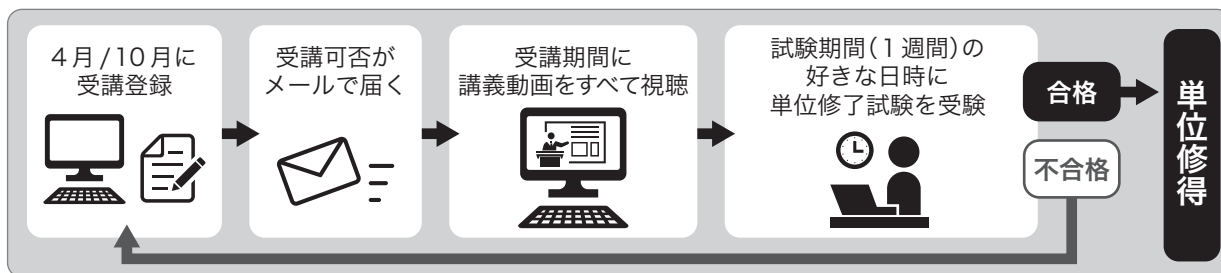 4月/10月に
受講登録
受講可否が
メールで届く
受講期間に
講義動画をすべて視聴
試験期間(1週間)の
好きな日時に
単位修了試験を受験
合格
不合格
単位修得